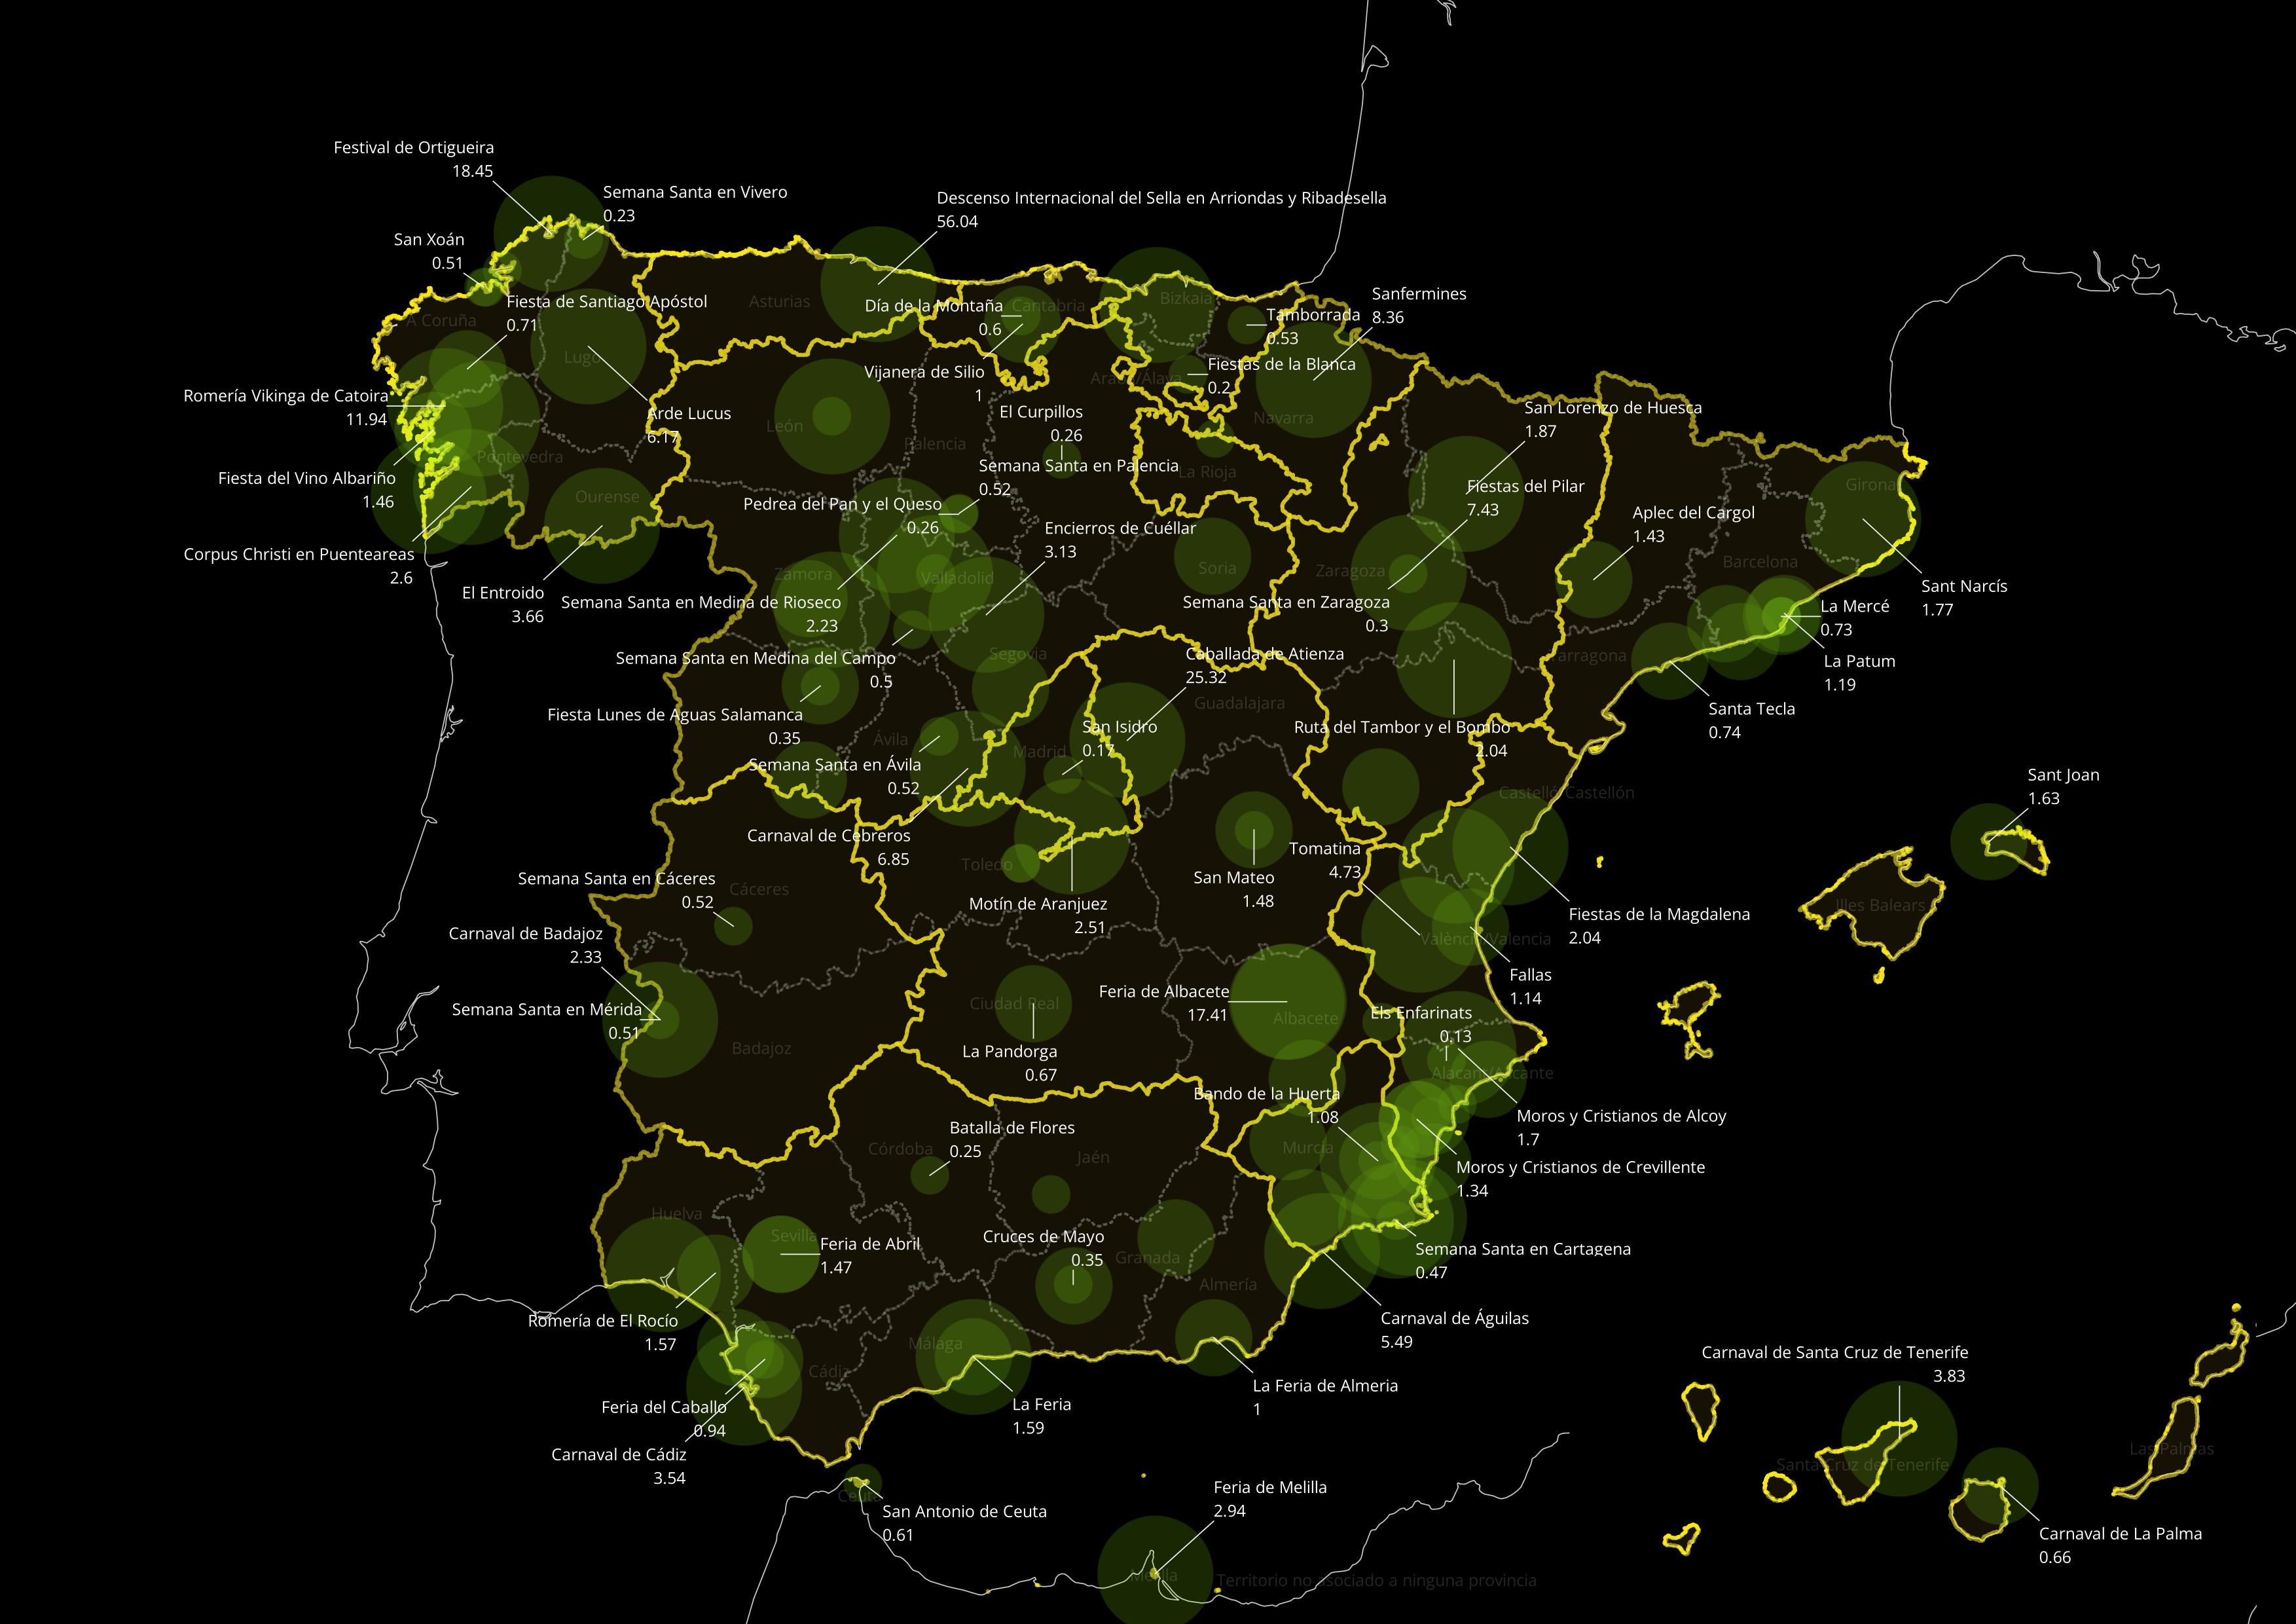 Festival de Ortigueira
18.45
Semana Santa en Vivero
0.23
Descenso Internacional del Sella en Arriondas y Ribadesella
56.04
San Xoán
0.51
Fiesta de Santiago Apóstol
0.71
Asturias
Día de la Montaña
0.6
Cantabria
Bizkaia
Tamborrada
0.53
Sanfermines
8.36
A Coruña
Lugo
Vijanera de Silio
1
Araba/Álava
Fiestas de la Blanca
0.2
Romería Vikinga de Catoira
11.94
Arde Lucus
6.17
León
Palencia
El Curpillos
0.26
Navarra
San Lorenzo de Huesca
1.87
Pontevedra
Semana Santa en Palencia
0.52
La Rioja
Fiesta del Vino Albariño
1.46
Ourense
Pedrea del Pan y el Queso
0.26
Fiestas del Pilar
7.43
Girona
Encierros de Cuéllar
3.13
Aplec del Cargol
1.43
Corpus Christi en Puenteareas
2.6
Zamora
Valladolid
Soria
Zaragoza
Barcelona
El Entroido
3.66
Semana Santa en Medina de Rioseco
2.23
Semana Santa en Zaragoza
0.3
Sant Narcís
1.77
La Mercé
0.73
Semana Santa en Medina del Campo
0.5
Segovia
Caballada de Atienza
25.32
Tarragona
La Patum
1.19
Fiesta Lunes de Aguas Salamanca
0.35
Guadalajara
Santa Tecla
0.74
Ávila
Madrid
San Isidro
0.17
Ruta del Tambor y el Bombo
2.04
Semana Santa en Ávila
0.52
Castelló/Castellón
Sant Joan
1.63
Carnaval de Cebreros
6.85
Toledo
Tomatina
4.73
Semana Santa en Cáceres
0.52
Cáceres
San Mateo
1.48
Motín de Aranjuez
2.51
Fiestas de la Magdalena
2.04
Illes Balears
Carnaval de Badajoz
2.33
València/Valencia
Fallas
1.14
Semana Santa en Mérida
0.51
Ciudad Real
Feria de Albacete
17.41
Albacete
Els Enfarinats
0.13
Badajoz
La Pandorga
0.67
Alacant/Alicante
Bando de la Huerta
1.08
Moros y Cristianos de Alcoy
1.7
Batalla de Flores
0.25
Córdoba
Jaén
Murcia
Moros y Cristianos de Crevillente
1.34
Huelva
Sevilla
Feria de Abril
1.47
Cruces de Mayo
0.35
Granada
Semana Santa en Cartagena
0.47
Almería
Romería de El Rocío
1.57
Málaga
Carnaval de Águilas
5.49
Cádiz
La Feria de Almeria
1
Carnaval de Santa Cruz de Tenerife
3.83
Feria del Caballo
0.94
La Feria
1.59
Carnaval de Cádiz
3.54
Santa Cruz de Tenerife
Las Palmas
Ceuta
San Antonio de Ceuta
0.61
Feria de Melilla
2.94
Carnaval de La Palma
0.66
Melilla
Territorio no asociado a ninguna provincia